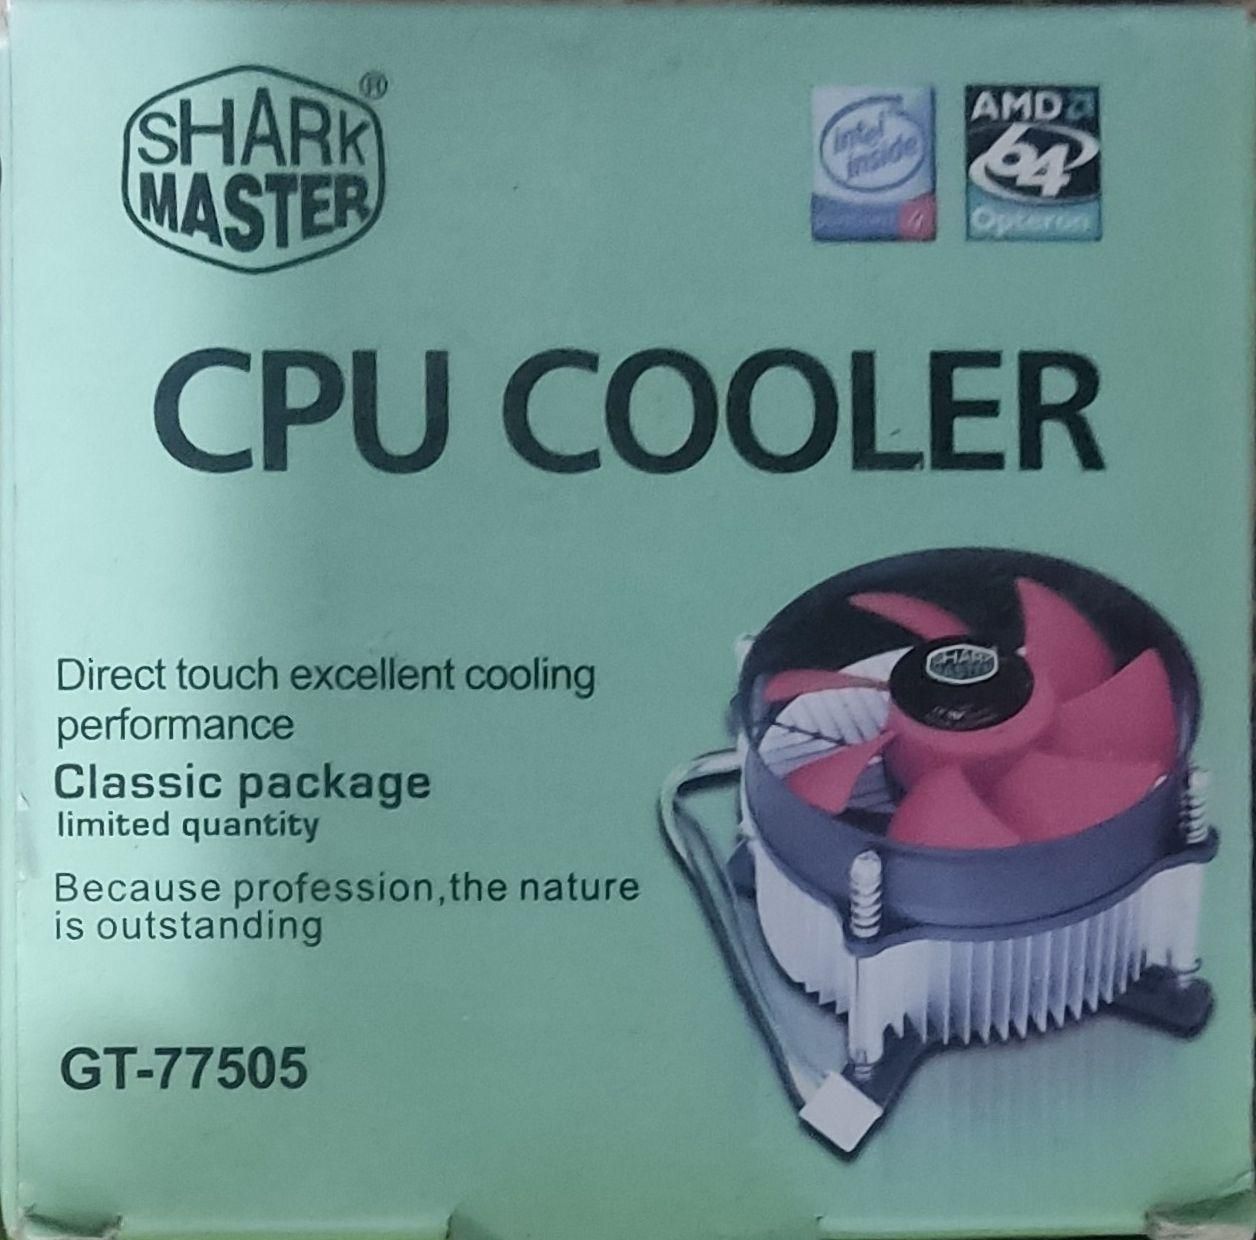 SHARK
MASTER
®
intel
inside
4
AMD
64
Opteron
CPU COOLER
SHARK
MASTER
Direct touch excellent cooling
performance
Classic package
limited quantity
Because profession,the nature
is outstanding
GT-77505